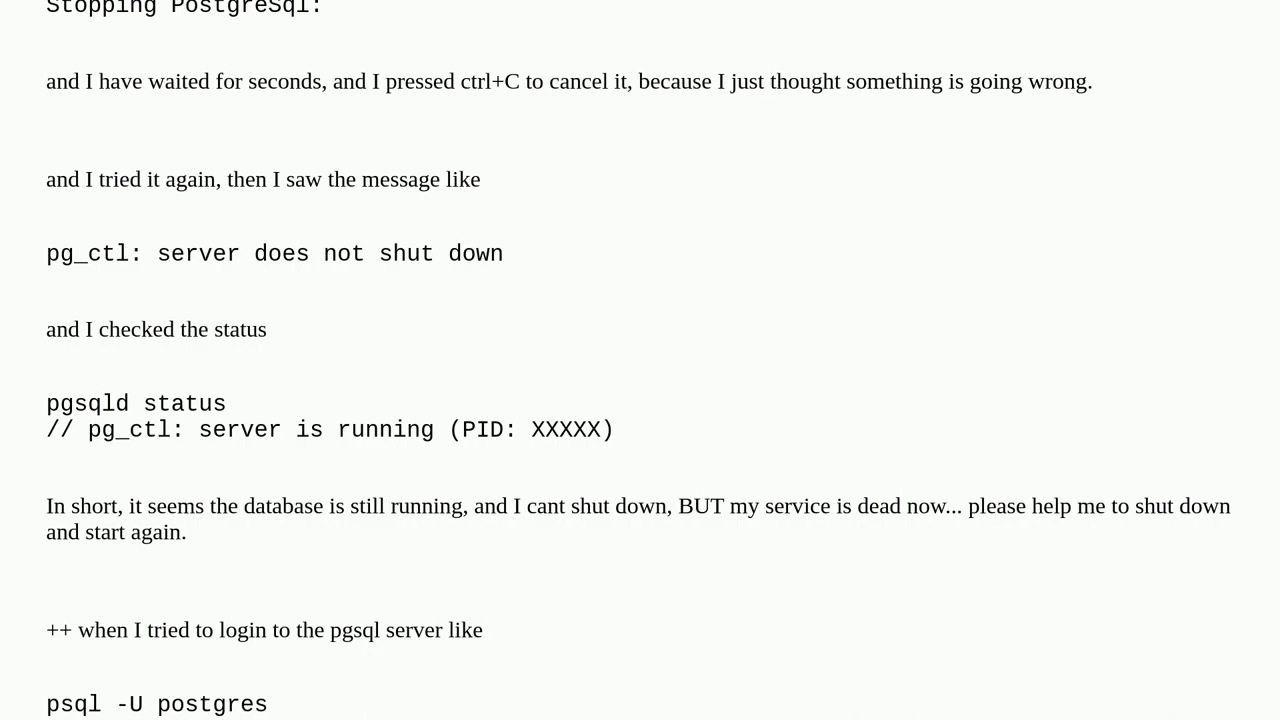 Stopping PostgreSql:
and I have waited for seconds, and I pressed ctrl+C to cancel it, because I just thought something is going wrong.
and I tried it again, then I saw the message like
pg_ctl: server does not shut down
and I checked the status
pgsqld status
// pg_ctl: server is running (PID: XXXXX)
In short, it seems the database is still running, and I cant shut down, BUT my service is dead now... please help me to shut down
and start again.
++ when I tried to login to the pgsql server like
psql -U postgres